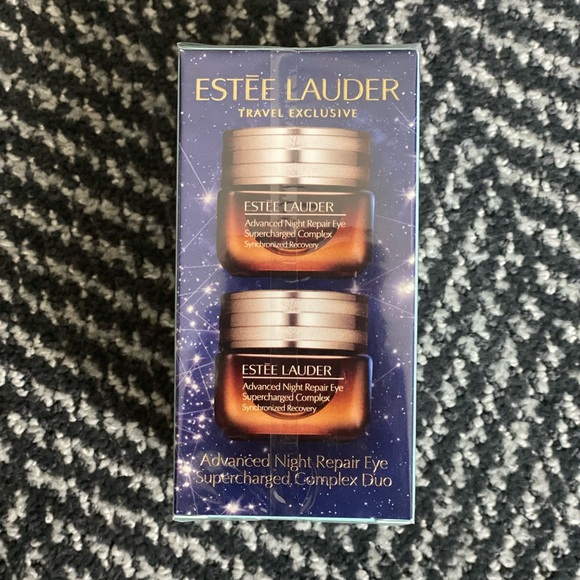 ESTĒE LAUDER
TRAVEL EXCLUSIVE
ESTĒE LAUDER
Advanced Night Repair Eye
Supercharged Complex
Synchronized Recovery
ESTĒE LAUDER
Advanced Night Repair Eye
Supercharged Complex
Synchronized Recovery
Advanced Night Repair Eye
Supercharged Complex Duo